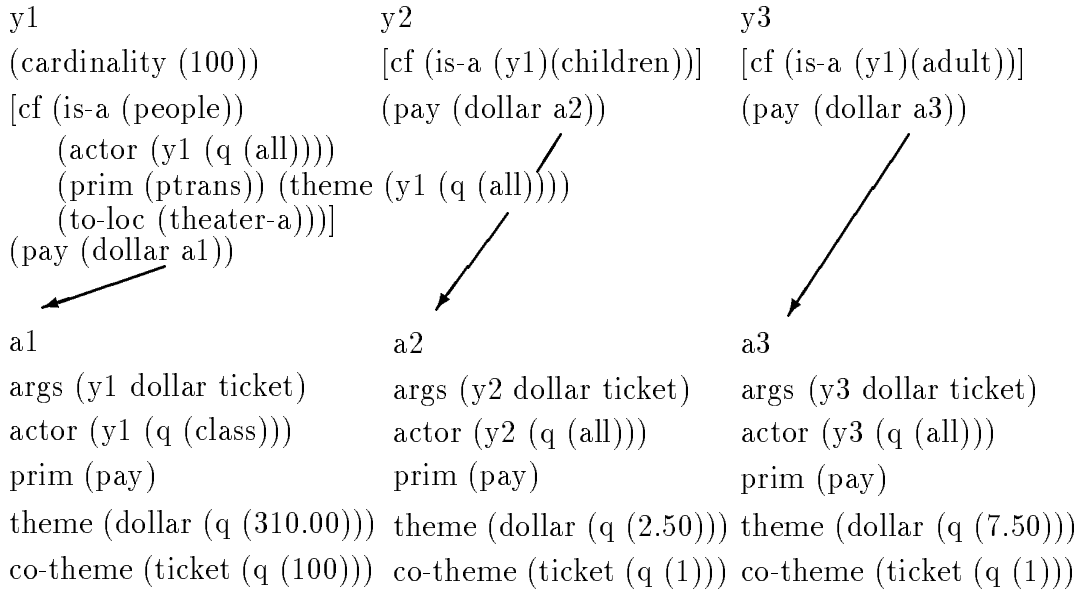 y1 y2 y3
(cardinality (100)) [cf (is-a (y1)(children))] [cf (is-a (y1)(adult))]
[cf (is-a (people)) (pay (dollar a2)) (pay (dollar a3))
(actor (y1 (q (all))))
(prim (ptrans)) (theme (y1 (q (all))))
(to-loc (theater-a)))]
(pay (dollar a1))
a1 a2 a3
args (y1 dollar ticket) args (y2 dollar ticket) args (y3 dollar ticket)
actor (y1 (q (class))) actor (y2 (q (all))) actor (y3 (q (all)))
prim (pay) prim (pay) prim (pay)
theme (dollar (q (310.00))) theme (dollar (q (2.50))) theme (dollar (q (7.50)))
co-theme (ticket (q (100))) co-theme (ticket (q (1))) co-theme (ticket (q (1)))